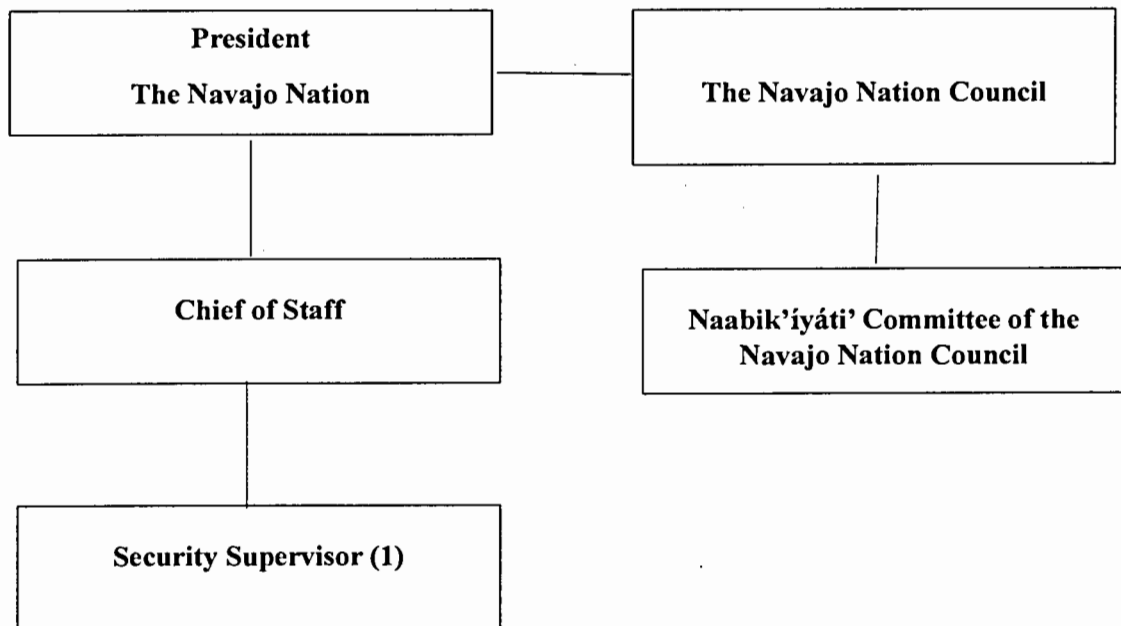 President
The Navajo Nation
The Navajo Nation Council
Chief of Staff
Naabik’íyáti’ Committee of the
Navajo Nation Council
Security Supervisor (1)